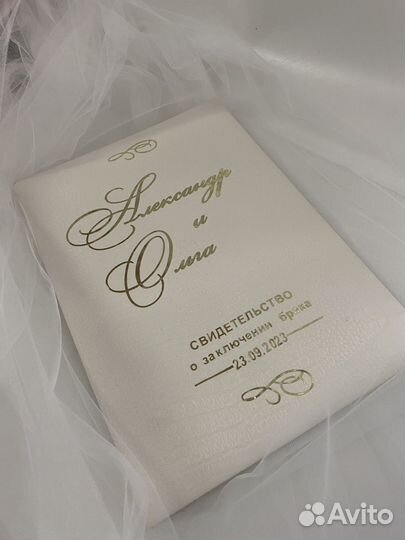 Александр
и
Ольга
СВИДЕТЕЛЬСТВО
о заключении брака
23.09.2023
Avito